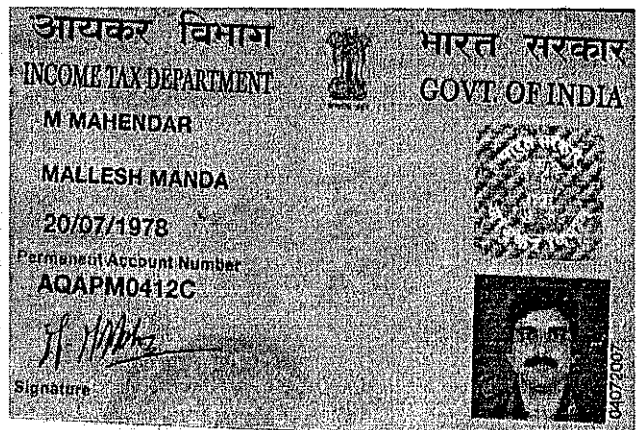 आयकर विभाग
भारत सरकार
INCOME TAX DEPARTMENT
GOVT. OF INDIA
M MAHENDAR
MALLESH MANDA
20/07/1978
Permanent Account Number
AQAPM0412C
Signature
04072007